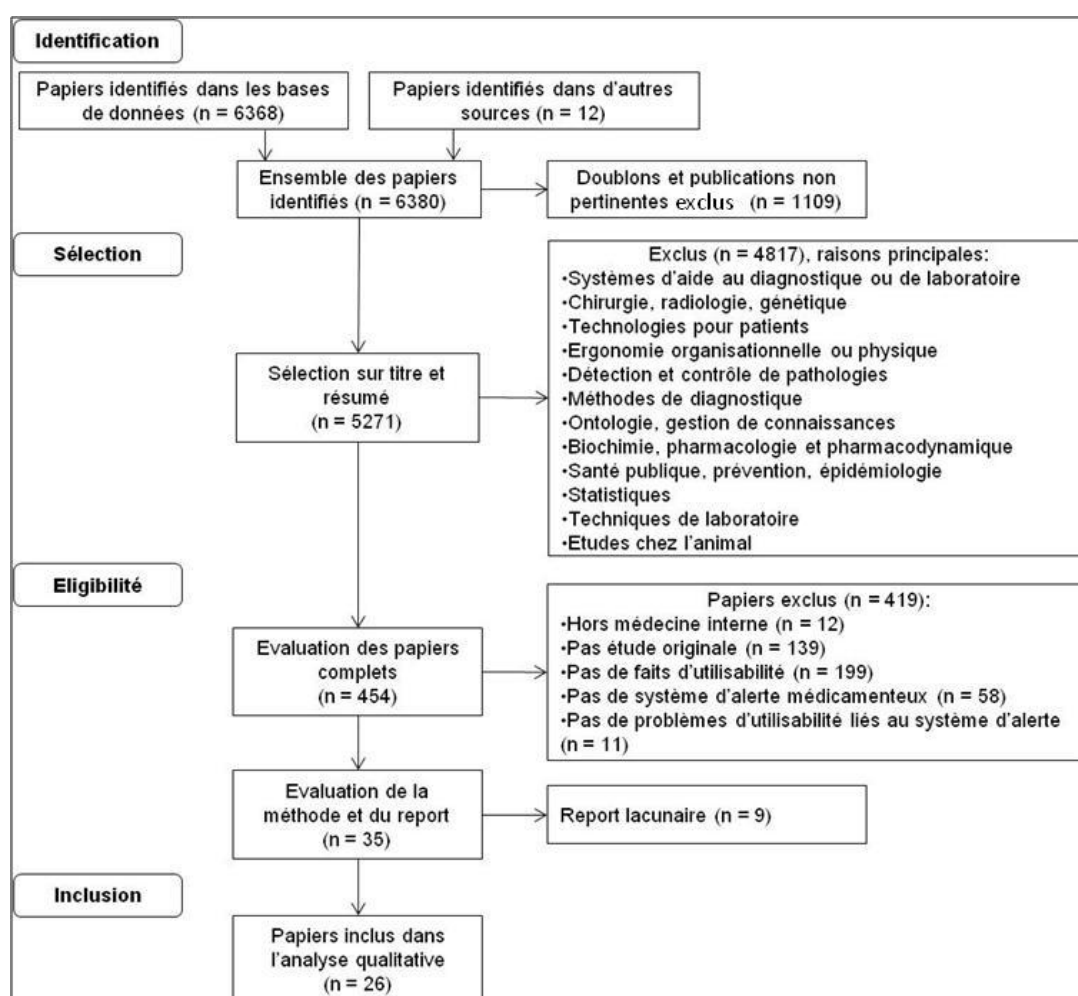 Identification
Papiers identifiés dans les bases
de données (n = 6368)
Papiers identifiés dans d'autres
sources (n = 12)
Ensemble des papiers
identifiés (n = 6380)
Doublons et publications non
pertinentes exclus (n = 1109)
Sélection
Exclus (n = 4817), raisons principales:
•Systèmes d'aide au diagnostique ou de laboratoire
•Chirurgie, radiologie, génétique
•Technologies pour patients
•Ergonomie organisationnelle ou physique
•Détection et contrôle de pathologies
•Méthodes de diagnostique
•Ontologie, gestion de connaissances
•Biochimie, pharmacologie et pharmacodynamique
•Santé publique, prévention, épidémiologie
•Statistiques
•Techniques de laboratoire
•Etudes chez l'animal
Sélection sur titre et
résumé
(n = 5271)
Eligibilité
Papiers exclus (n = 419):
•Hors médecine interne (n = 12)
•Pas étude originale (n = 139)
•Pas de faits d'utilisabilité (n = 199)
•Pas de système d'alerte médicamenteux (n = 58)
•Pas de problèmes d'utilisabilité liés au système d'alerte
(n = 11)
Evaluation des papiers
complets
(n = 454)
Evaluation de la
méthode et du report
(n = 35)
Report lacunaire (n = 9)
Inclusion
Papiers inclus dans
l'analyse qualitative
(n = 26)